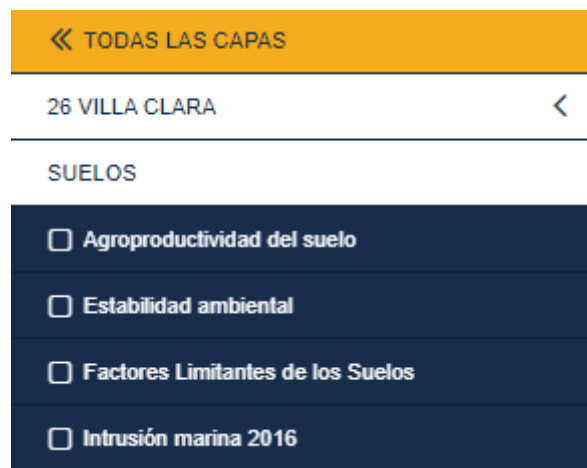 TODAS LAS CAPAS
26 VILLA CLARA
SUELOS
Agroproductividad del suelo
Estabilidad ambiental
Factores Limitantes de los Suelos
Intrusión marina 2016